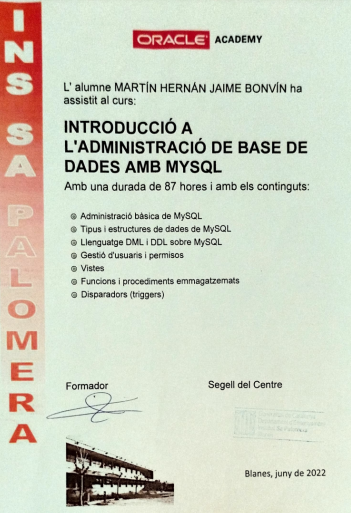 INS SA PALOMERA
ORACLE ACADEMY
L' alumne MARTÍN HERNÁN JAIME BONVÍN ha
assistit al curs:
INTRODUCCIÓ A
L'ADMINISTRACIÓ DE BASE DE
DADES AMB MYSQL
Amb una durada de 87 hores i amb els continguts:
Administració bàsica de MySQL
Tipus i estructures de dades de MySQL
Llenguatge DML i DDL sobre MySQL
Gestió d'usuaris i permisos
Vistes
Funcions i procediments emmagatzemats
Disparadors (triggers)
Formador
Segell del Centre
Blanes, juny de 2022